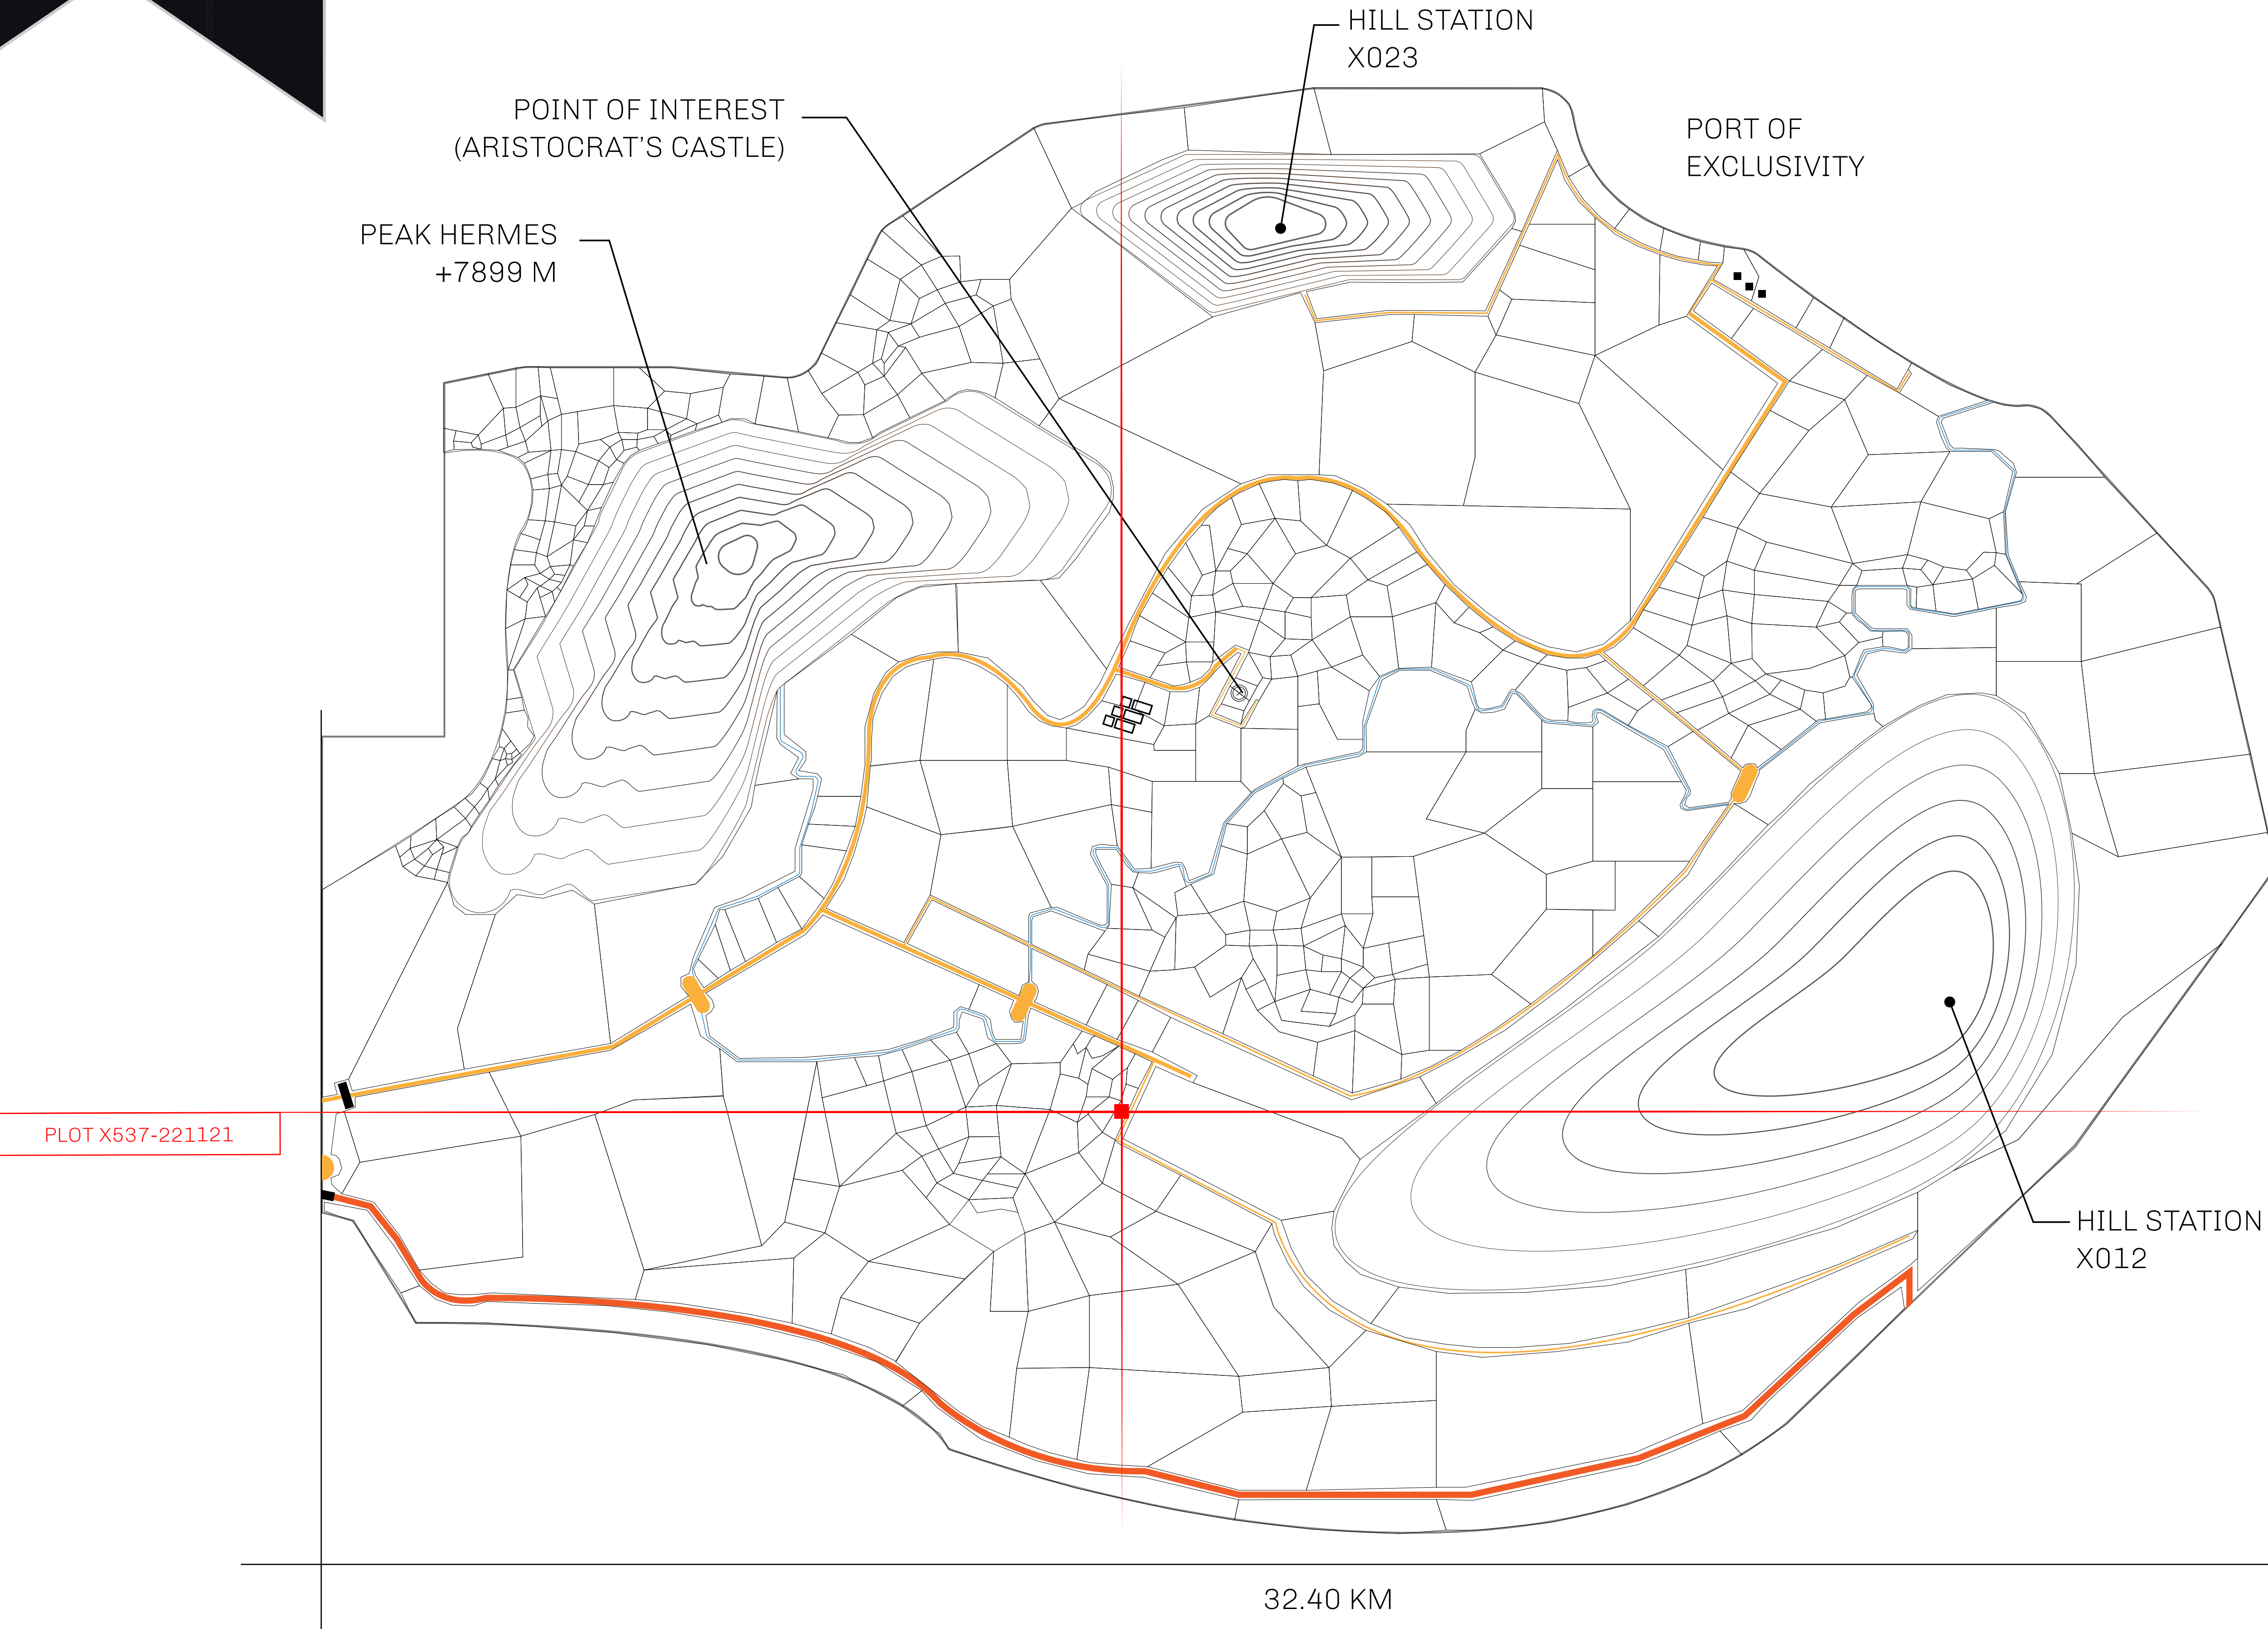 HILL STATION
X023
POINT OF INTEREST
(ARISTOCRAT'S CASTLE)
PORT OF
EXCLUSIVITY
PEAK HERMES
+7899 M
PLOT X537-221121
HILL STATION
X012
32.40 KM